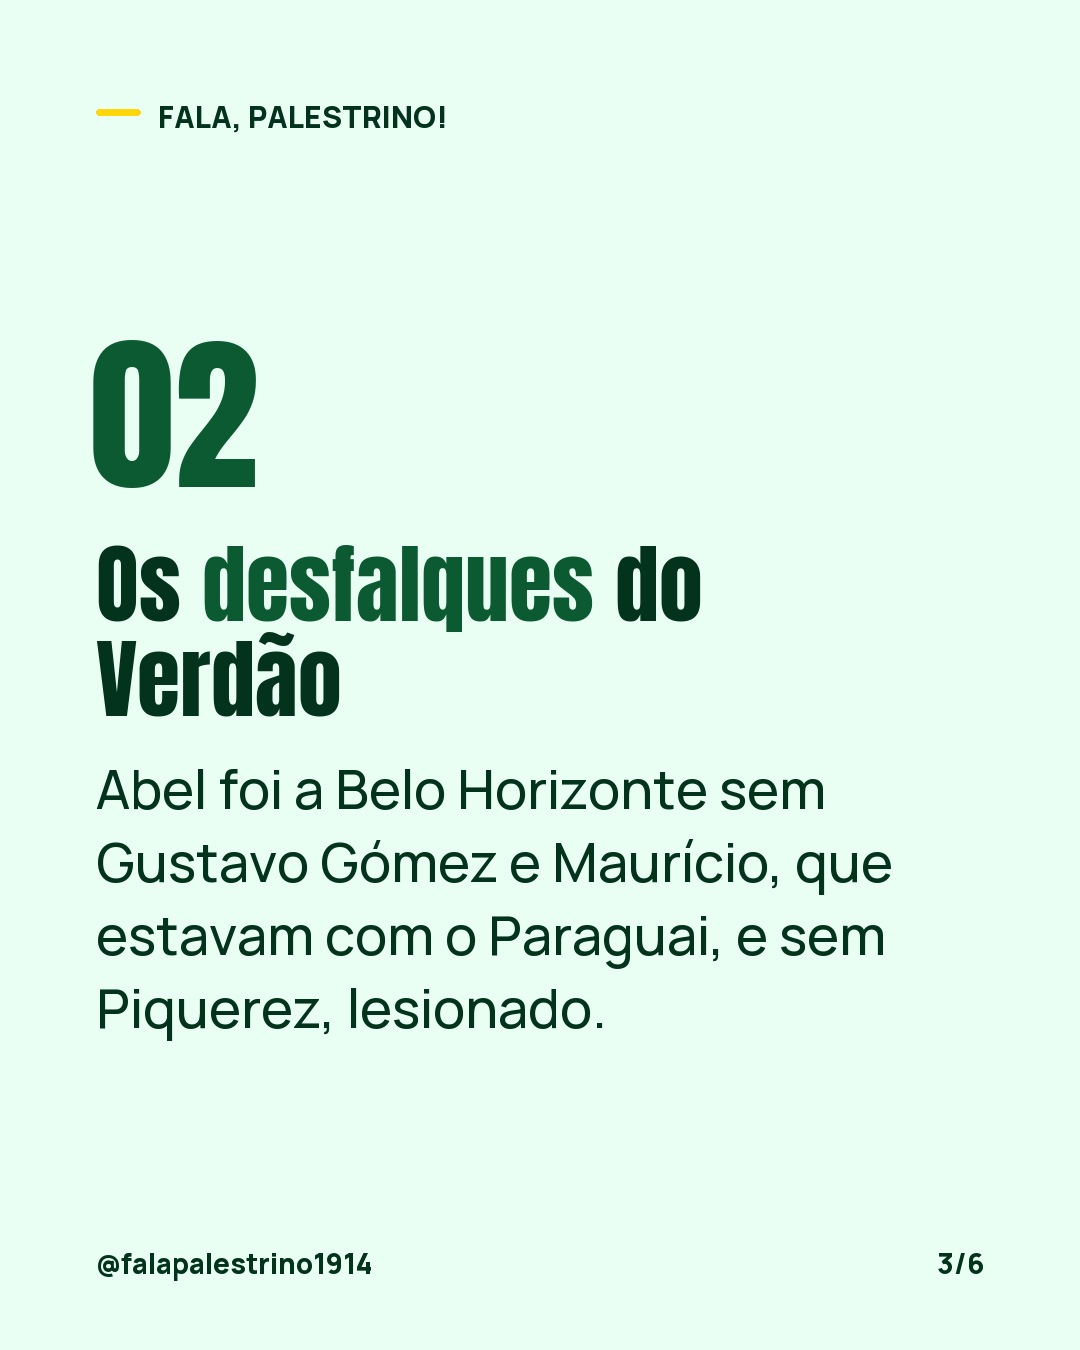 FALA, PALESTRINO!
02
Os desfalques do
Verdão
Abel foi a Belo Horizonte sem
Gustavo Gómez e Maurício, que
estavam com o Paraguai, e sem
Piquerez, lesionado.
@falapalestrino1914
3/6